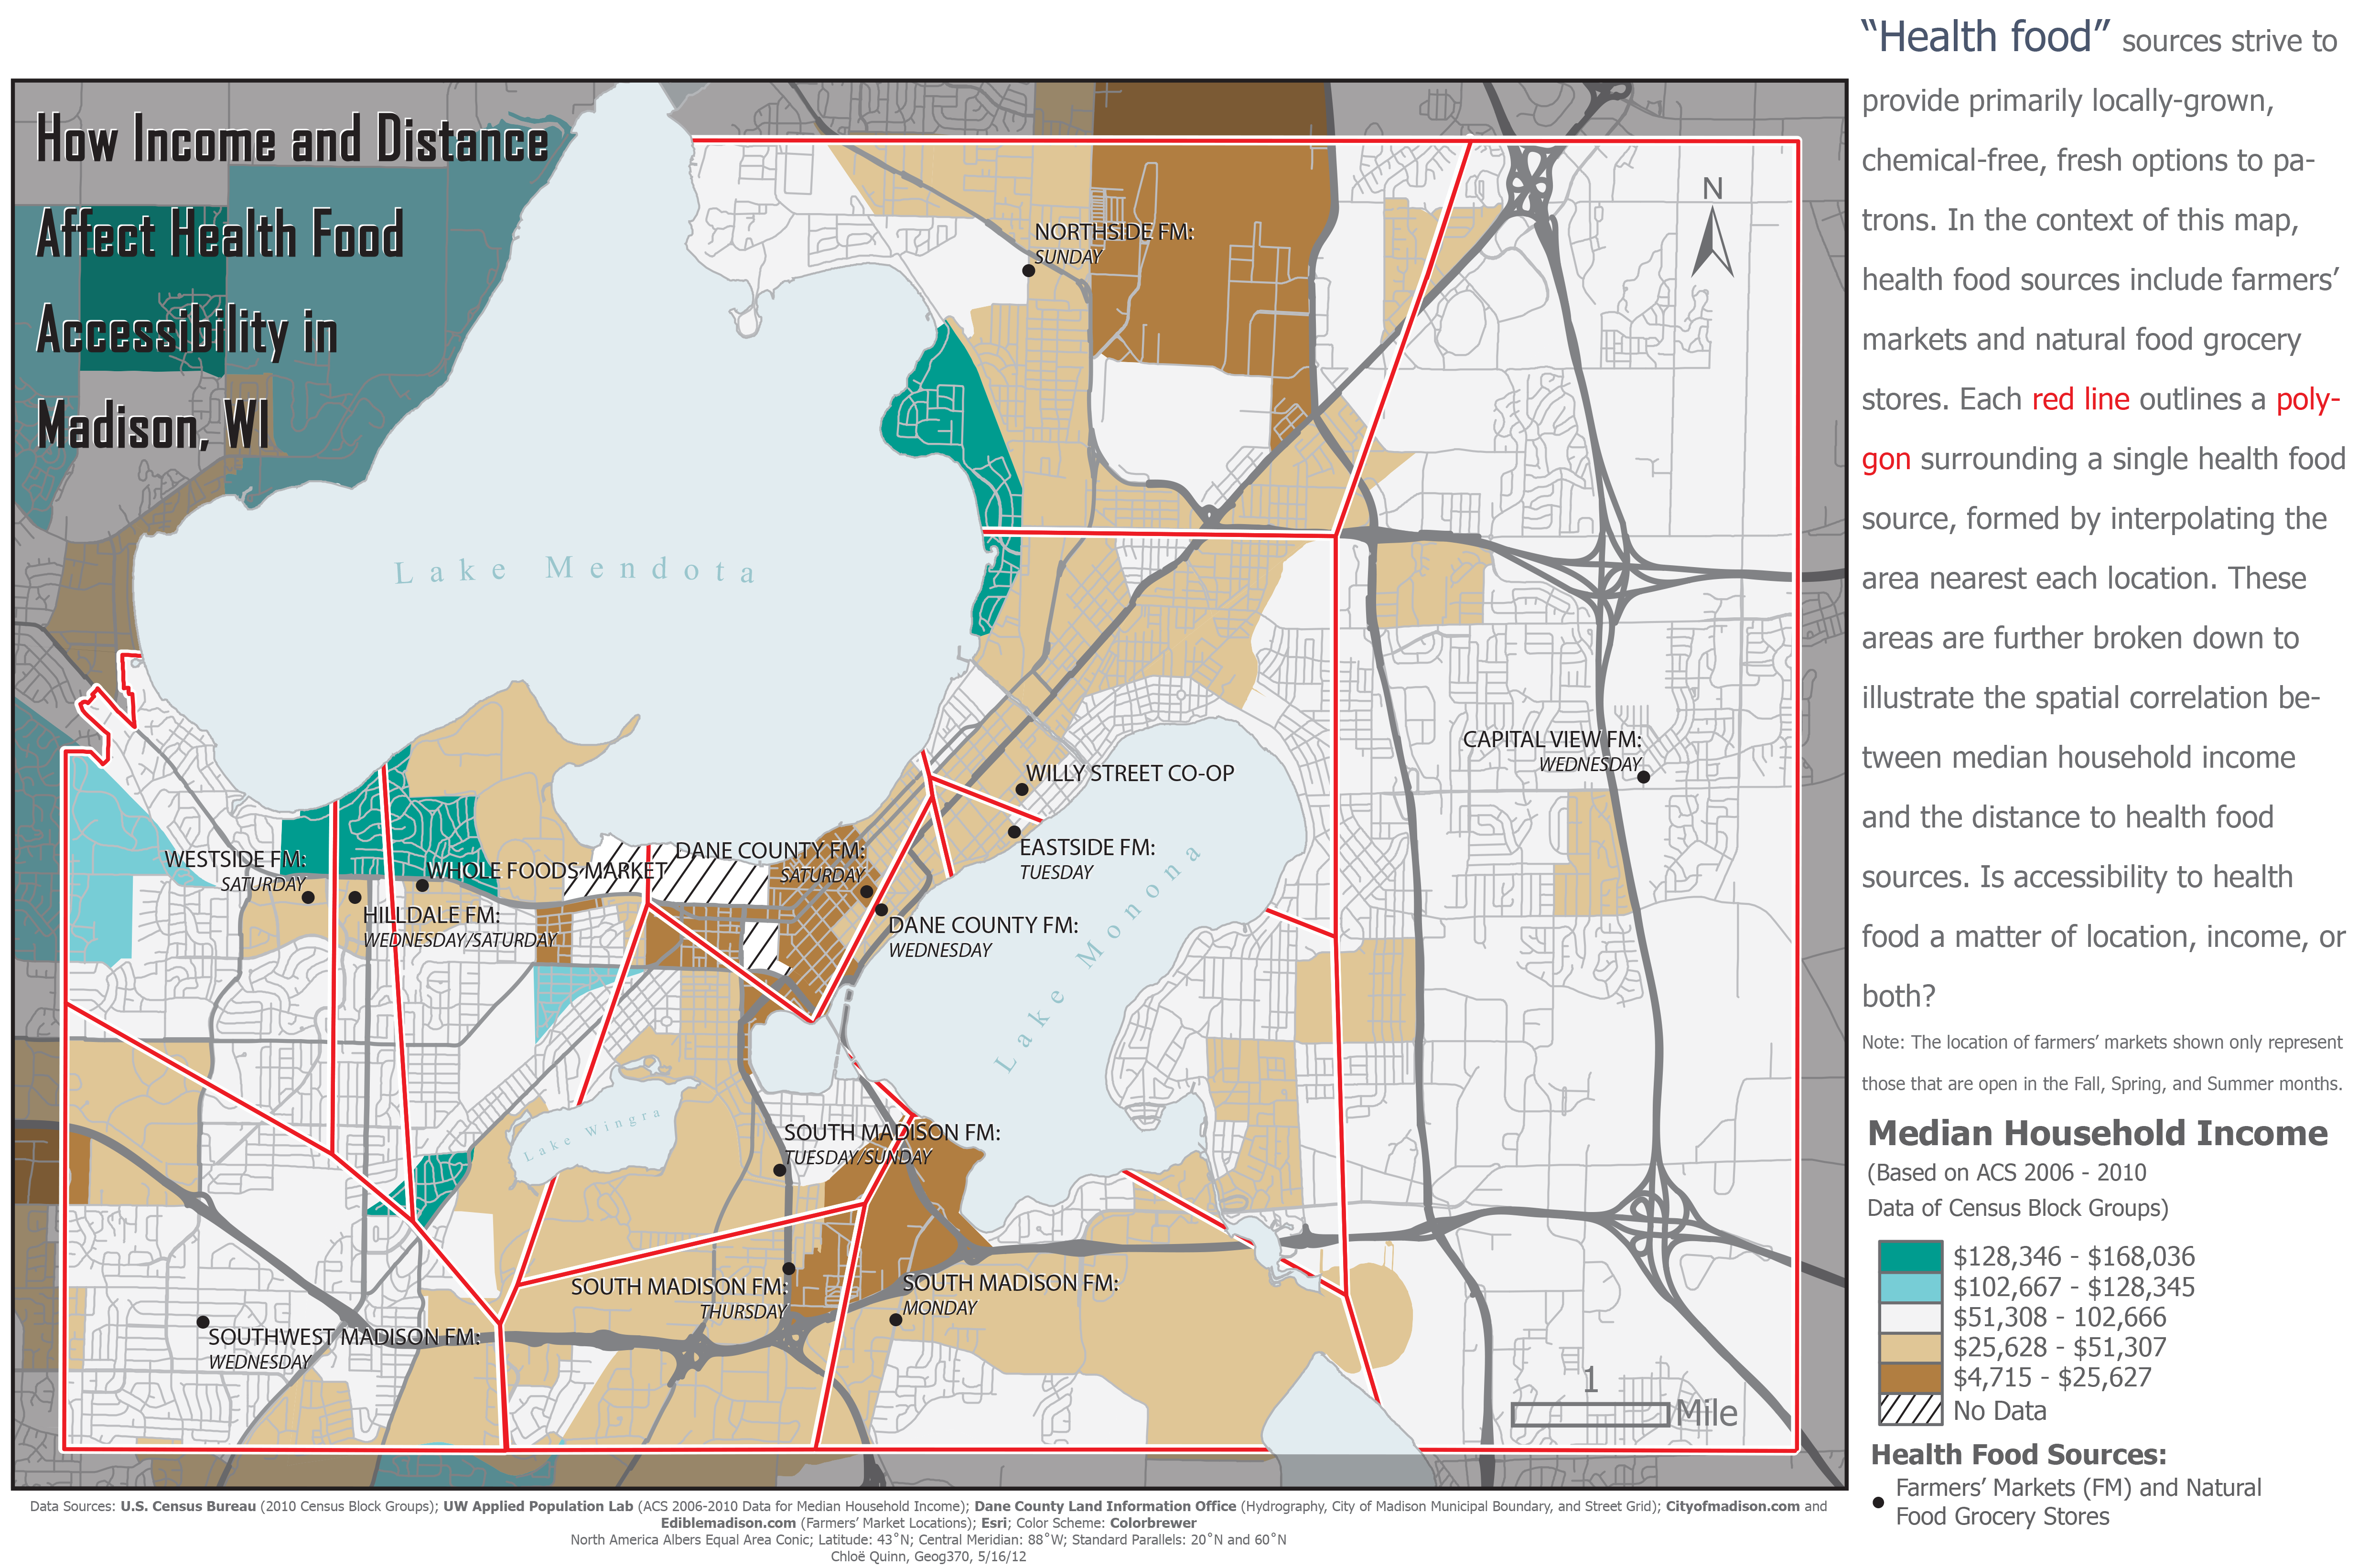 How Income and Distance
Affect Health Food
Accessibility in
Madison, WI
N
NORTHSIDE FM:
SUNDAY
Lake Mendota
CAPITAL VIEW FM:
WEDNESDAY
WILLY STREET CO-OP
EASTSIDE FM:
TUESDAY
DANE COUNTY FM:
SATURDAY
WESTSIDE FM:
SATURDAY
WHOLE FOODS MARKET
HILLDALE FM:
WEDNESDAY/SATURDAY
DANE COUNTY FM:
WEDNESDAY
Lake Monona
Lake Wingra
SOUTH MADISON FM:
TUESDAY/SUNDAY
SOUTH MADISON FM:
THURSDAY
SOUTH MADISON FM:
MONDAY
SOUTHWEST MADISON FM:
WEDNESDAY
1
Mile
“Health food” sources strive to
provide primarily locally-grown,
chemical-free, fresh options to pa-
trons. In the context of this map,
health food sources include farmers’
markets and natural food grocery
stores. Each red line outlines a poly-
gon surrounding a single health food
source, formed by interpolating the
area nearest each location. These
areas are further broken down to
illustrate the spatial correlation be-
tween median household income
and the distance to health food
sources. Is accessibility to health
food a matter of location, income, or
both?
Note: The location of farmers’ markets shown only represent
those that are open in the Fall, Spring, and Summer months.
Median Household Income
(Based on ACS 2006 - 2010
Data of Census Block Groups)
$128,346 - $168,036
$102,667 - $128,345
$51,308 - 102,666
$25,628 - $51,307
$4,715 - $25,627
No Data
Health Food Sources:
Farmers’ Markets (FM) and Natural
Food Grocery Stores
Data Sources: U.S. Census Bureau (2010 Census Block Groups); UW Applied Population Lab (ACS 2006-2010 Data for Median Household Income); Dane County Land Information Office (Hydrography, City of Madison Municipal Boundary, and Street Grid); Cityofmadison.com and
Ediblemadison.com (Farmers’ Market Locations); Esri; Color Scheme: Colorbrewer
North America Albers Equal Area Conic; Latitude: 43˚N; Central Meridian: 88˚W; Standard Parallels: 20˚N and 60˚N
Chloë Quinn, Geog370, 5/16/12